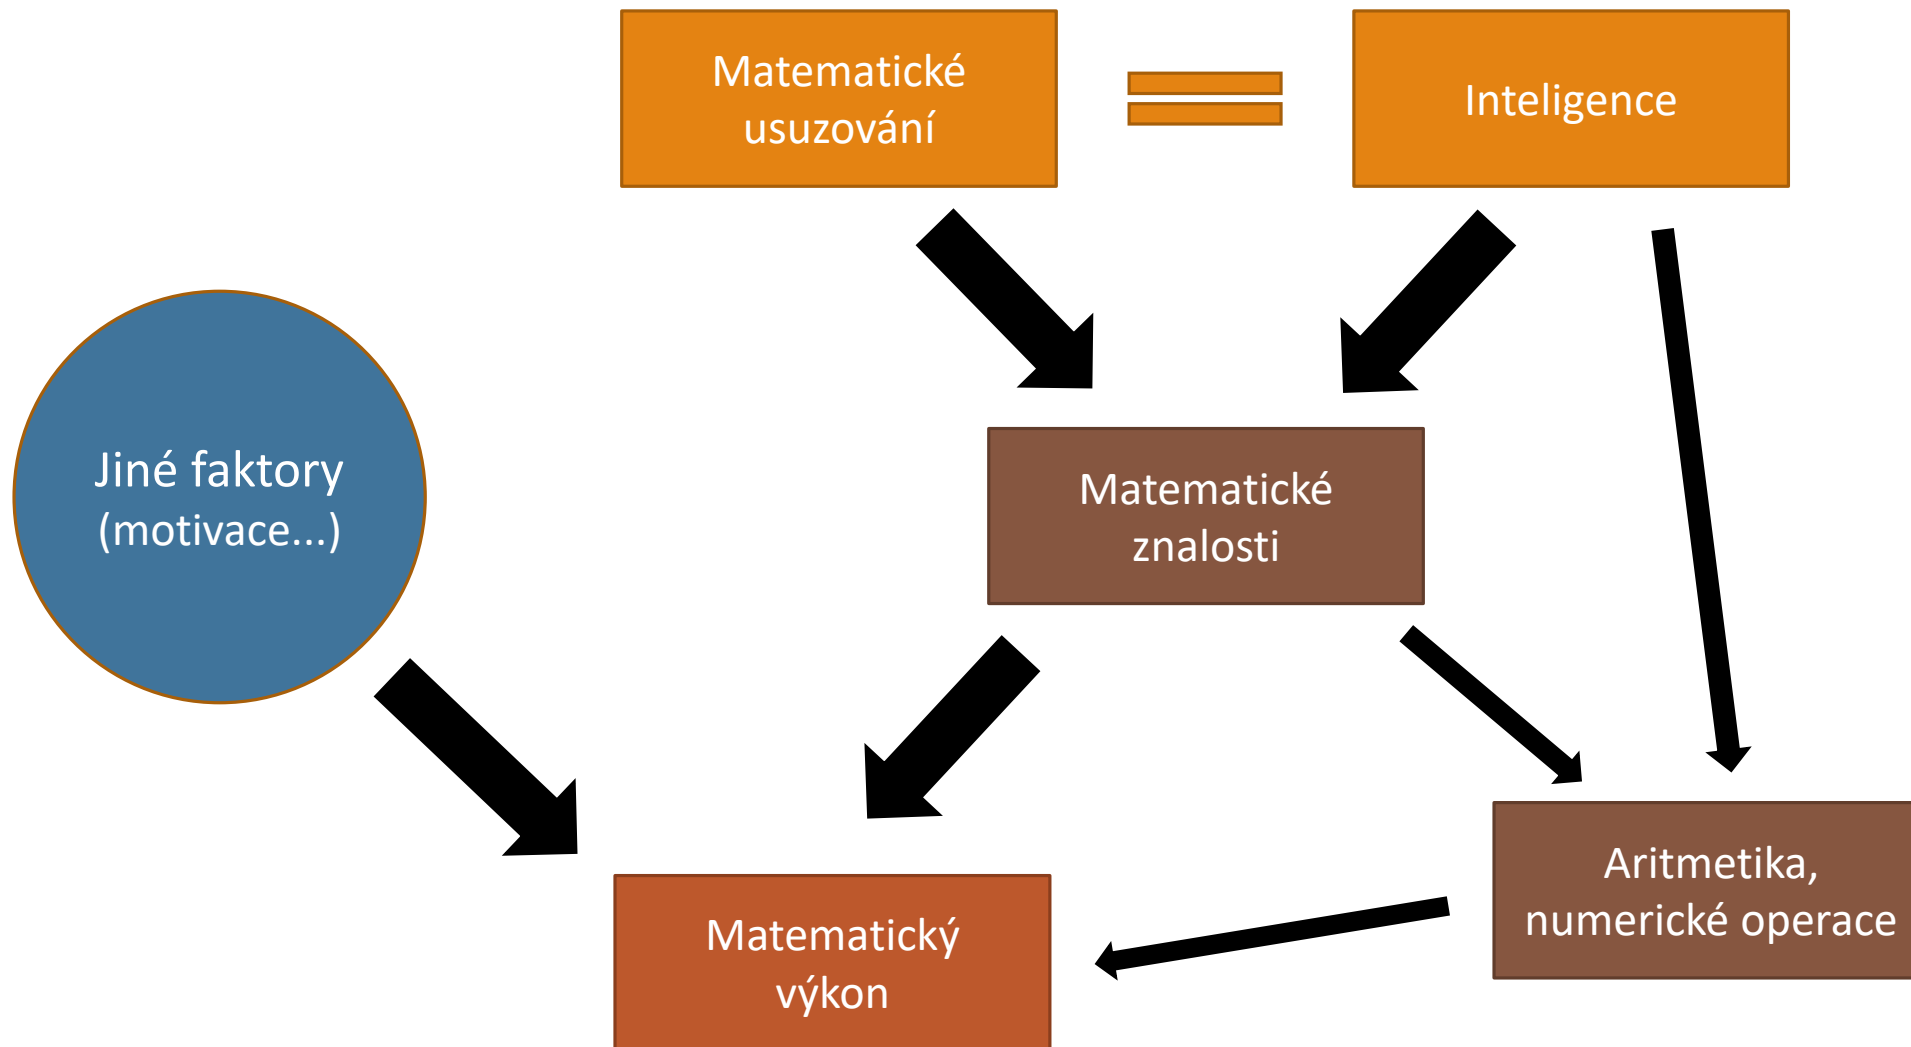 Matematické
usuzování
Inteligence
Jiné faktory
(motivace...)
Matematické
znalosti
Aritmetika,
numerické operace
Matematický
výkon